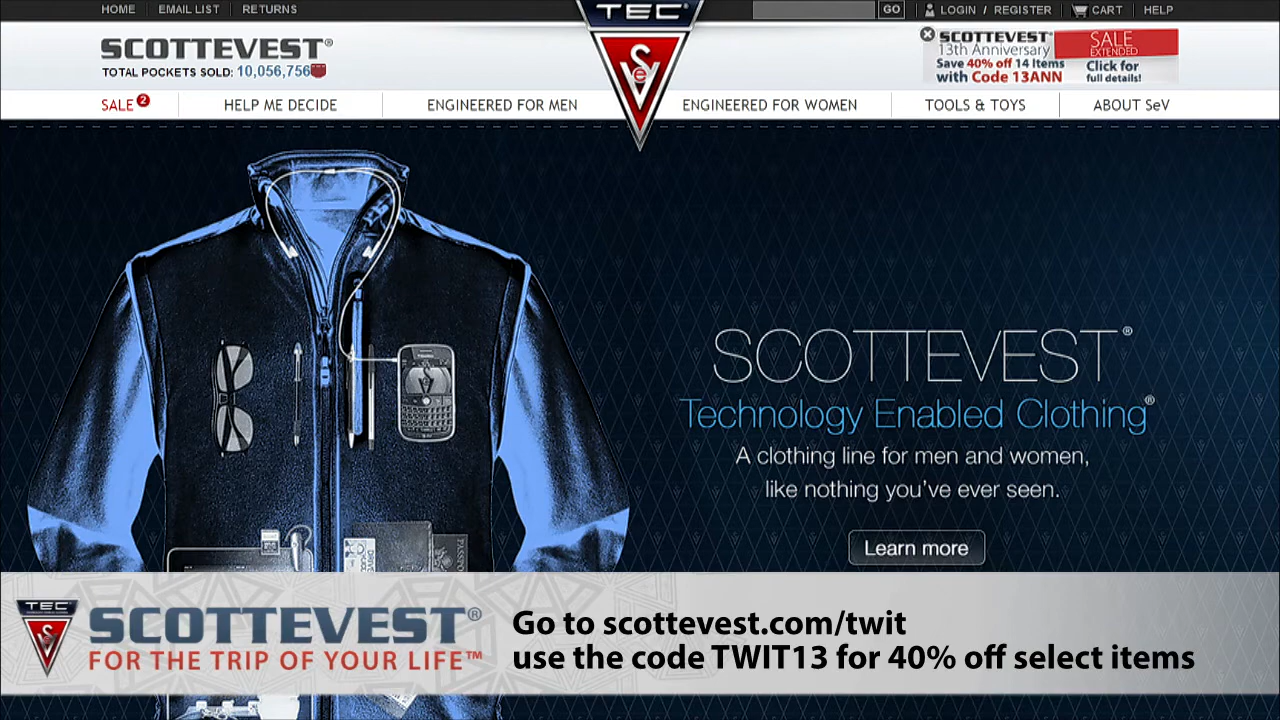 HOME EMAIL LIST RETURNS
GO LOGIN / REGISTER CART HELP
TEC®
SCOTTEVEST®
TOTAL POCKETS SOLD: 10,056,756
SeV
SCOTTEVEST®
13th Anniversary
Save 40% off 14 Items
with Code 13ANN
SALE
EXTENDED
Click for
full details!
SALE 2 HELP ME DECIDE ENGINEERED FOR MEN ENGINEERED FOR WOMEN TOOLS & TOYS ABOUT SeV
SCOTTEVEST®
Technology Enabled Clothing®
A clothing line for men and women,
like nothing you've ever seen.
Learn more
TEC
SCOTTEVEST®
FOR THE TRIP OF YOUR LIFE™
Go to scottevest.com/twit
use the code TWIT13 for 40% off select items